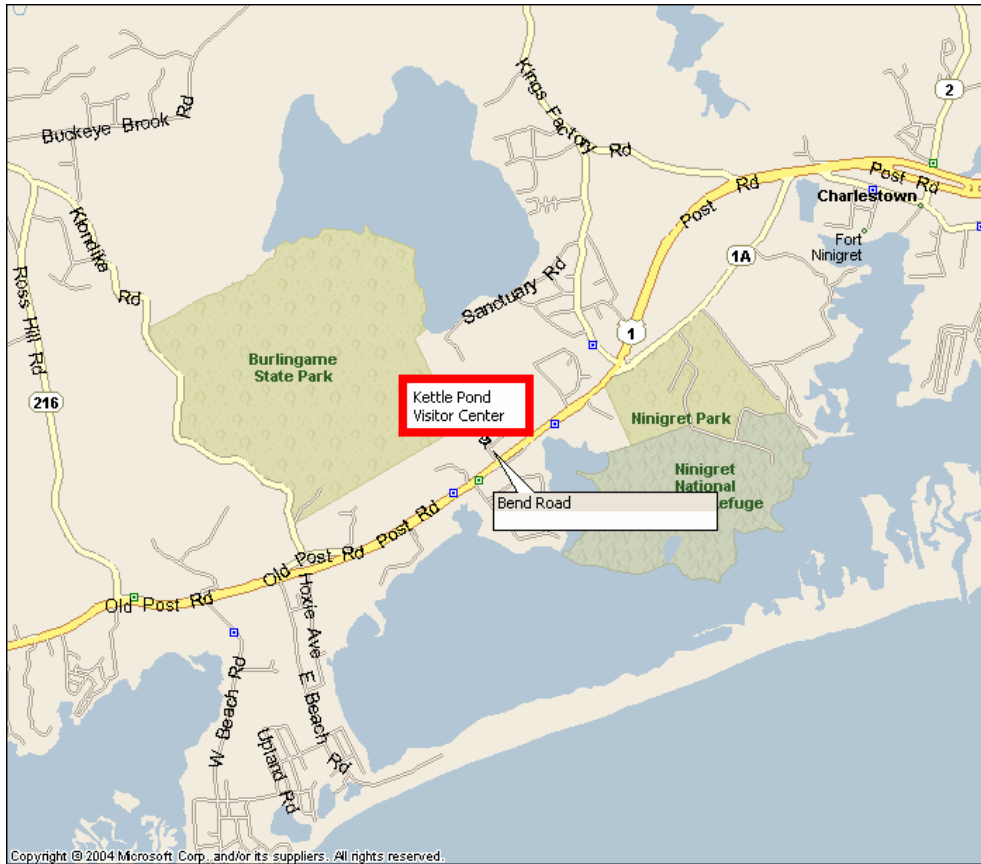 Kings Factory Rd
2
Buckeye Brook Rd
Post Rd
Post Rd
Charlestown
Klondike Rd
Fort
Ninigret
1A
Ross Hill Rd
Sanctuary Rd
1
Burlingame
State Park
216
Kettle Pond
Visitor Center
Ninigret Park
Ninigret
National
efuge
Bend Road
Post Rd
Old Post Rd
Old Post Rd
Hoxie Ave
E Beach Rd
W Beach Rd
Upland Rd
Copyright © 2004 Microsoft Corp. and/or its suppliers. All rights reserved.